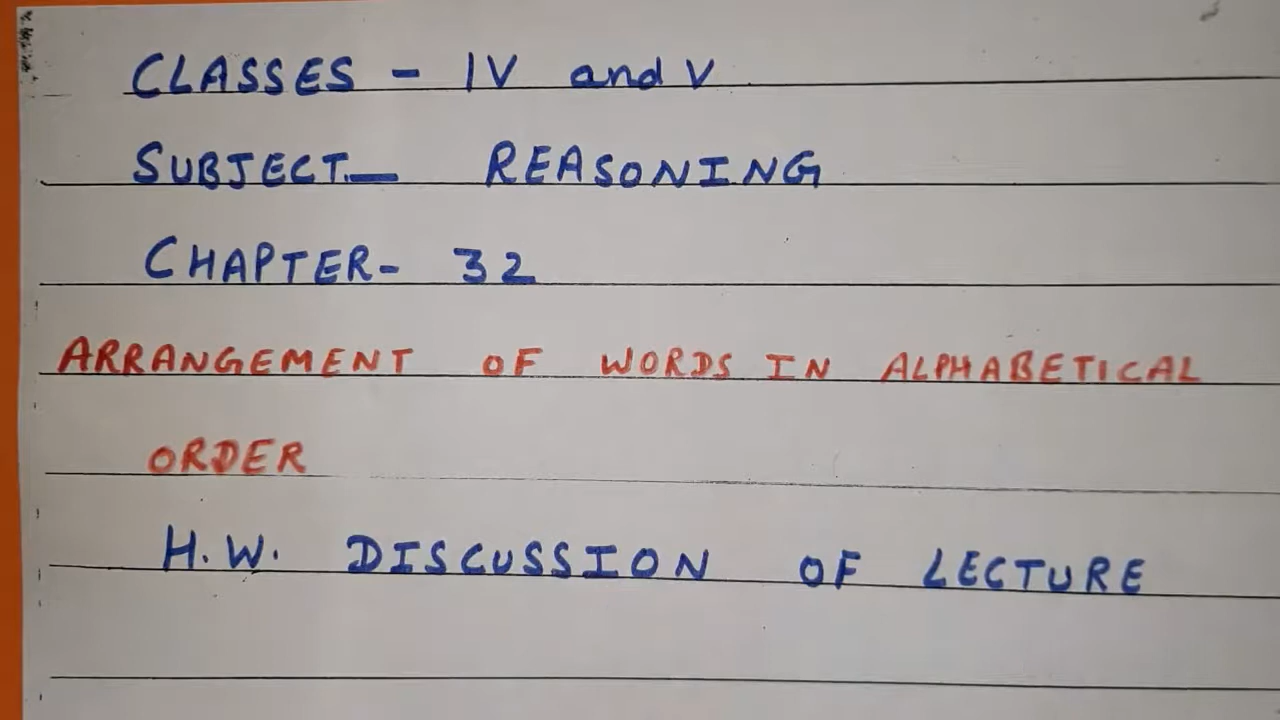 CLASSES - IV and V
SUBJECT- REASONING
CHAPTER- 32
ARRANGEMENT OF WORDS IN ALPHABETICAL
ORDER
H.W. DISCUSSION OF LECTURE